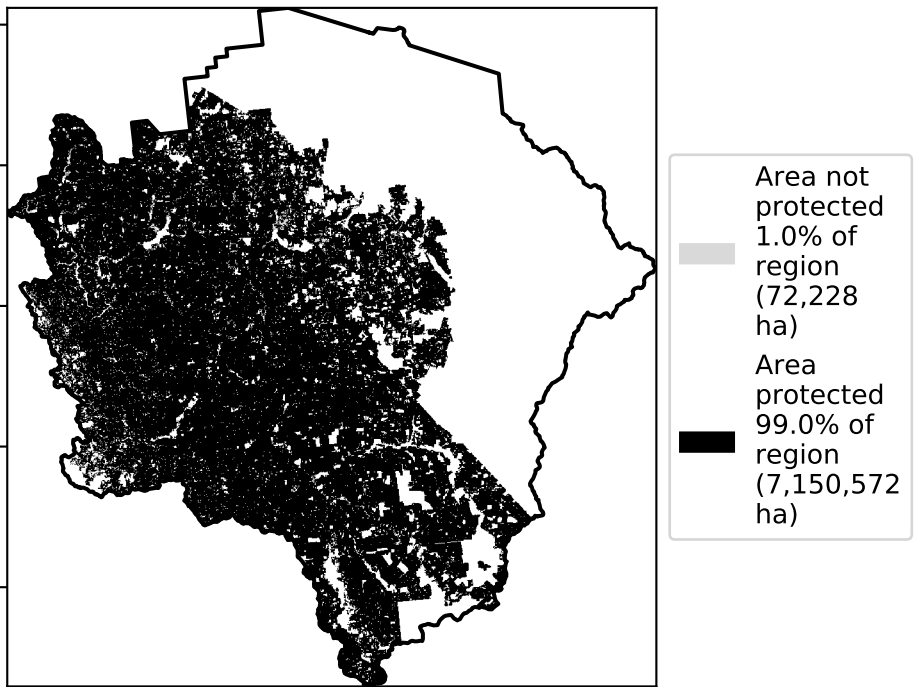 Area not
protected
1.0% of
region
(72,228
ha)
Area
protected
99.0% of
region
(7,150,572
ha)